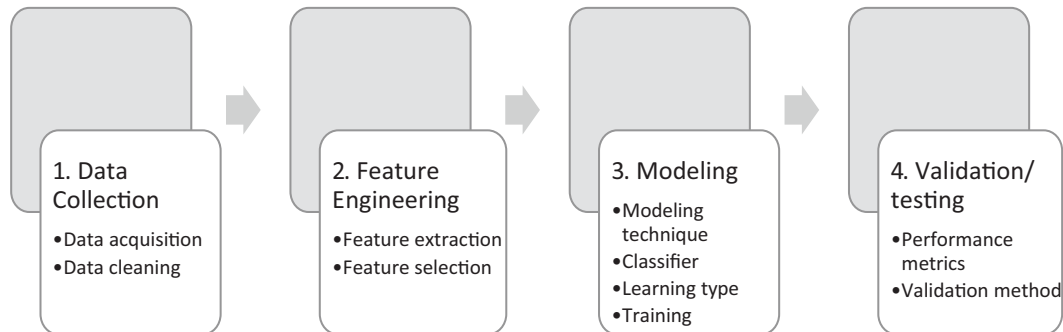 1. Data
Collection
•Data acquisition
•Data cleaning
2. Feature
Engineering
•Feature extraction
•Feature selection
3. Modeling
•Modeling
technique
•Classifier
•Learning type
•Training
4. Validation/
testing
•Performance
metrics
•Validation method